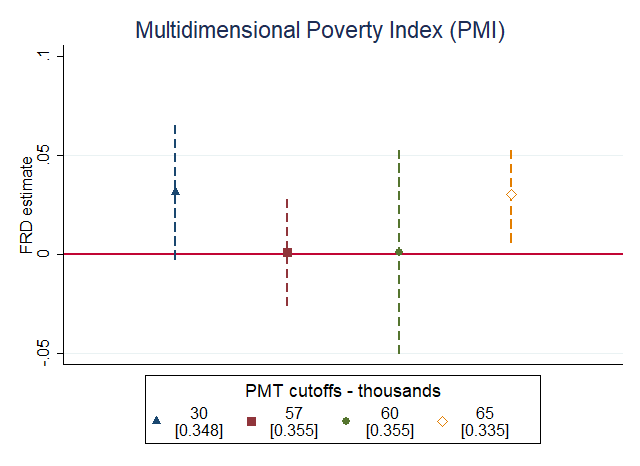 Multidimensional Poverty Index (PMI)
.1
.05
0
-.05
FRD estimate
PMT cutoffs - thousands
30 57 60 65
[0.348] [0.355] [0.355] [0.335]